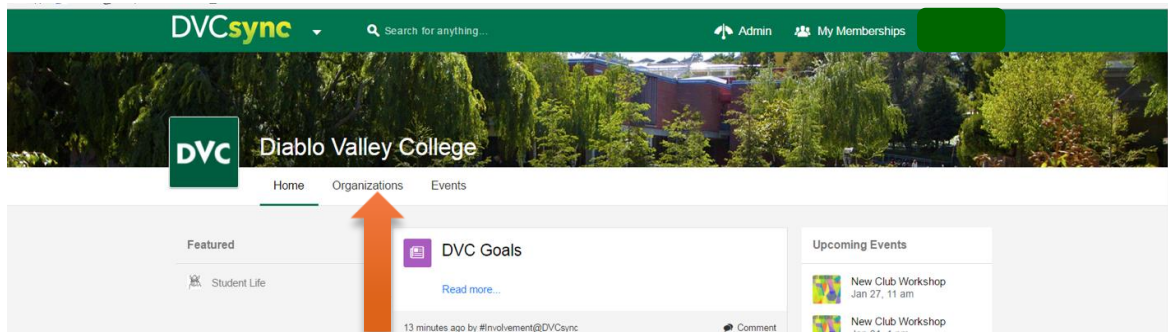 DVCsync
Search for anything...
Admin
My Memberships
DVC
Diablo Valley College
Home Organizations Events
Featured
Student Life
DVC Goals
Read more...
13 minutes ago by #Involvement@DVCsync
Comment
Upcoming Events
New Club Workshop
Jan 27, 11 am
New Club Workshop